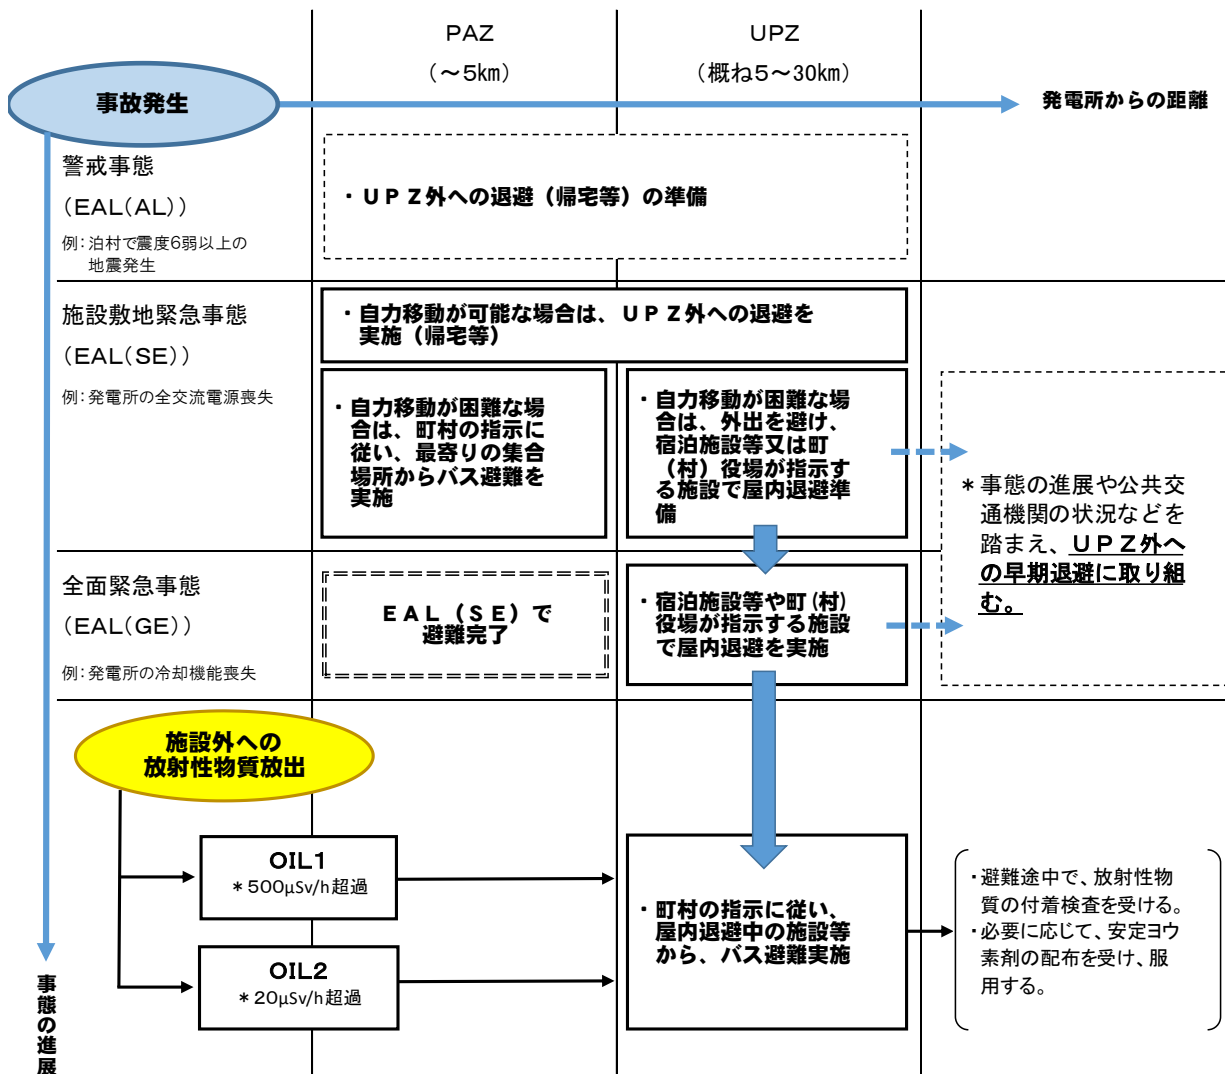 PAZ
(～5km)
UPZ
(概ね5～30km)
事故発生
発電所からの距離
警戒事態
(EAL(AL))
例：泊村で震度6弱以上の
地震発生
・ＵＰＺ外への退避（帰宅等）の準備
施設敷地緊急事態
(EAL(SE))
例：発電所の全交流電源喪失
・自力移動が可能な場合は、ＵＰＺ外への退避を
実施（帰宅等）
・自力移動が困難な場
合は、町村の指示に
従い、最寄りの集合
場所からバス避難を
実施
・自力移動が困難な場
合は、外出を避け、
宿泊施設等又は町
（村）役場が指示す
る施設で屋内退避準
備
＊事態の進展や公共交
通機関の状況などを
踏まえ、ＵＰＺ外へ
の早期退避に取り組
む。
全面緊急事態
(EAL(GE))
例：発電所の冷却機能喪失
ＥＡＬ（ＳＥ）で
避難完了
・宿泊施設等や町(村)
役場が指示する施設
で屋内退避を実施
施設外への
放射性物質放出
OIL1
＊500μSv/h超過
OIL2
＊20μSv/h超過
・町村の指示に従い、
屋内退避中の施設等
から、バス避難実施
・避難途中で、放射性物
質の付着検査を受ける。
・必要に応じて、安定ヨウ
素剤の配布を受け、服
用する。
事態の進展